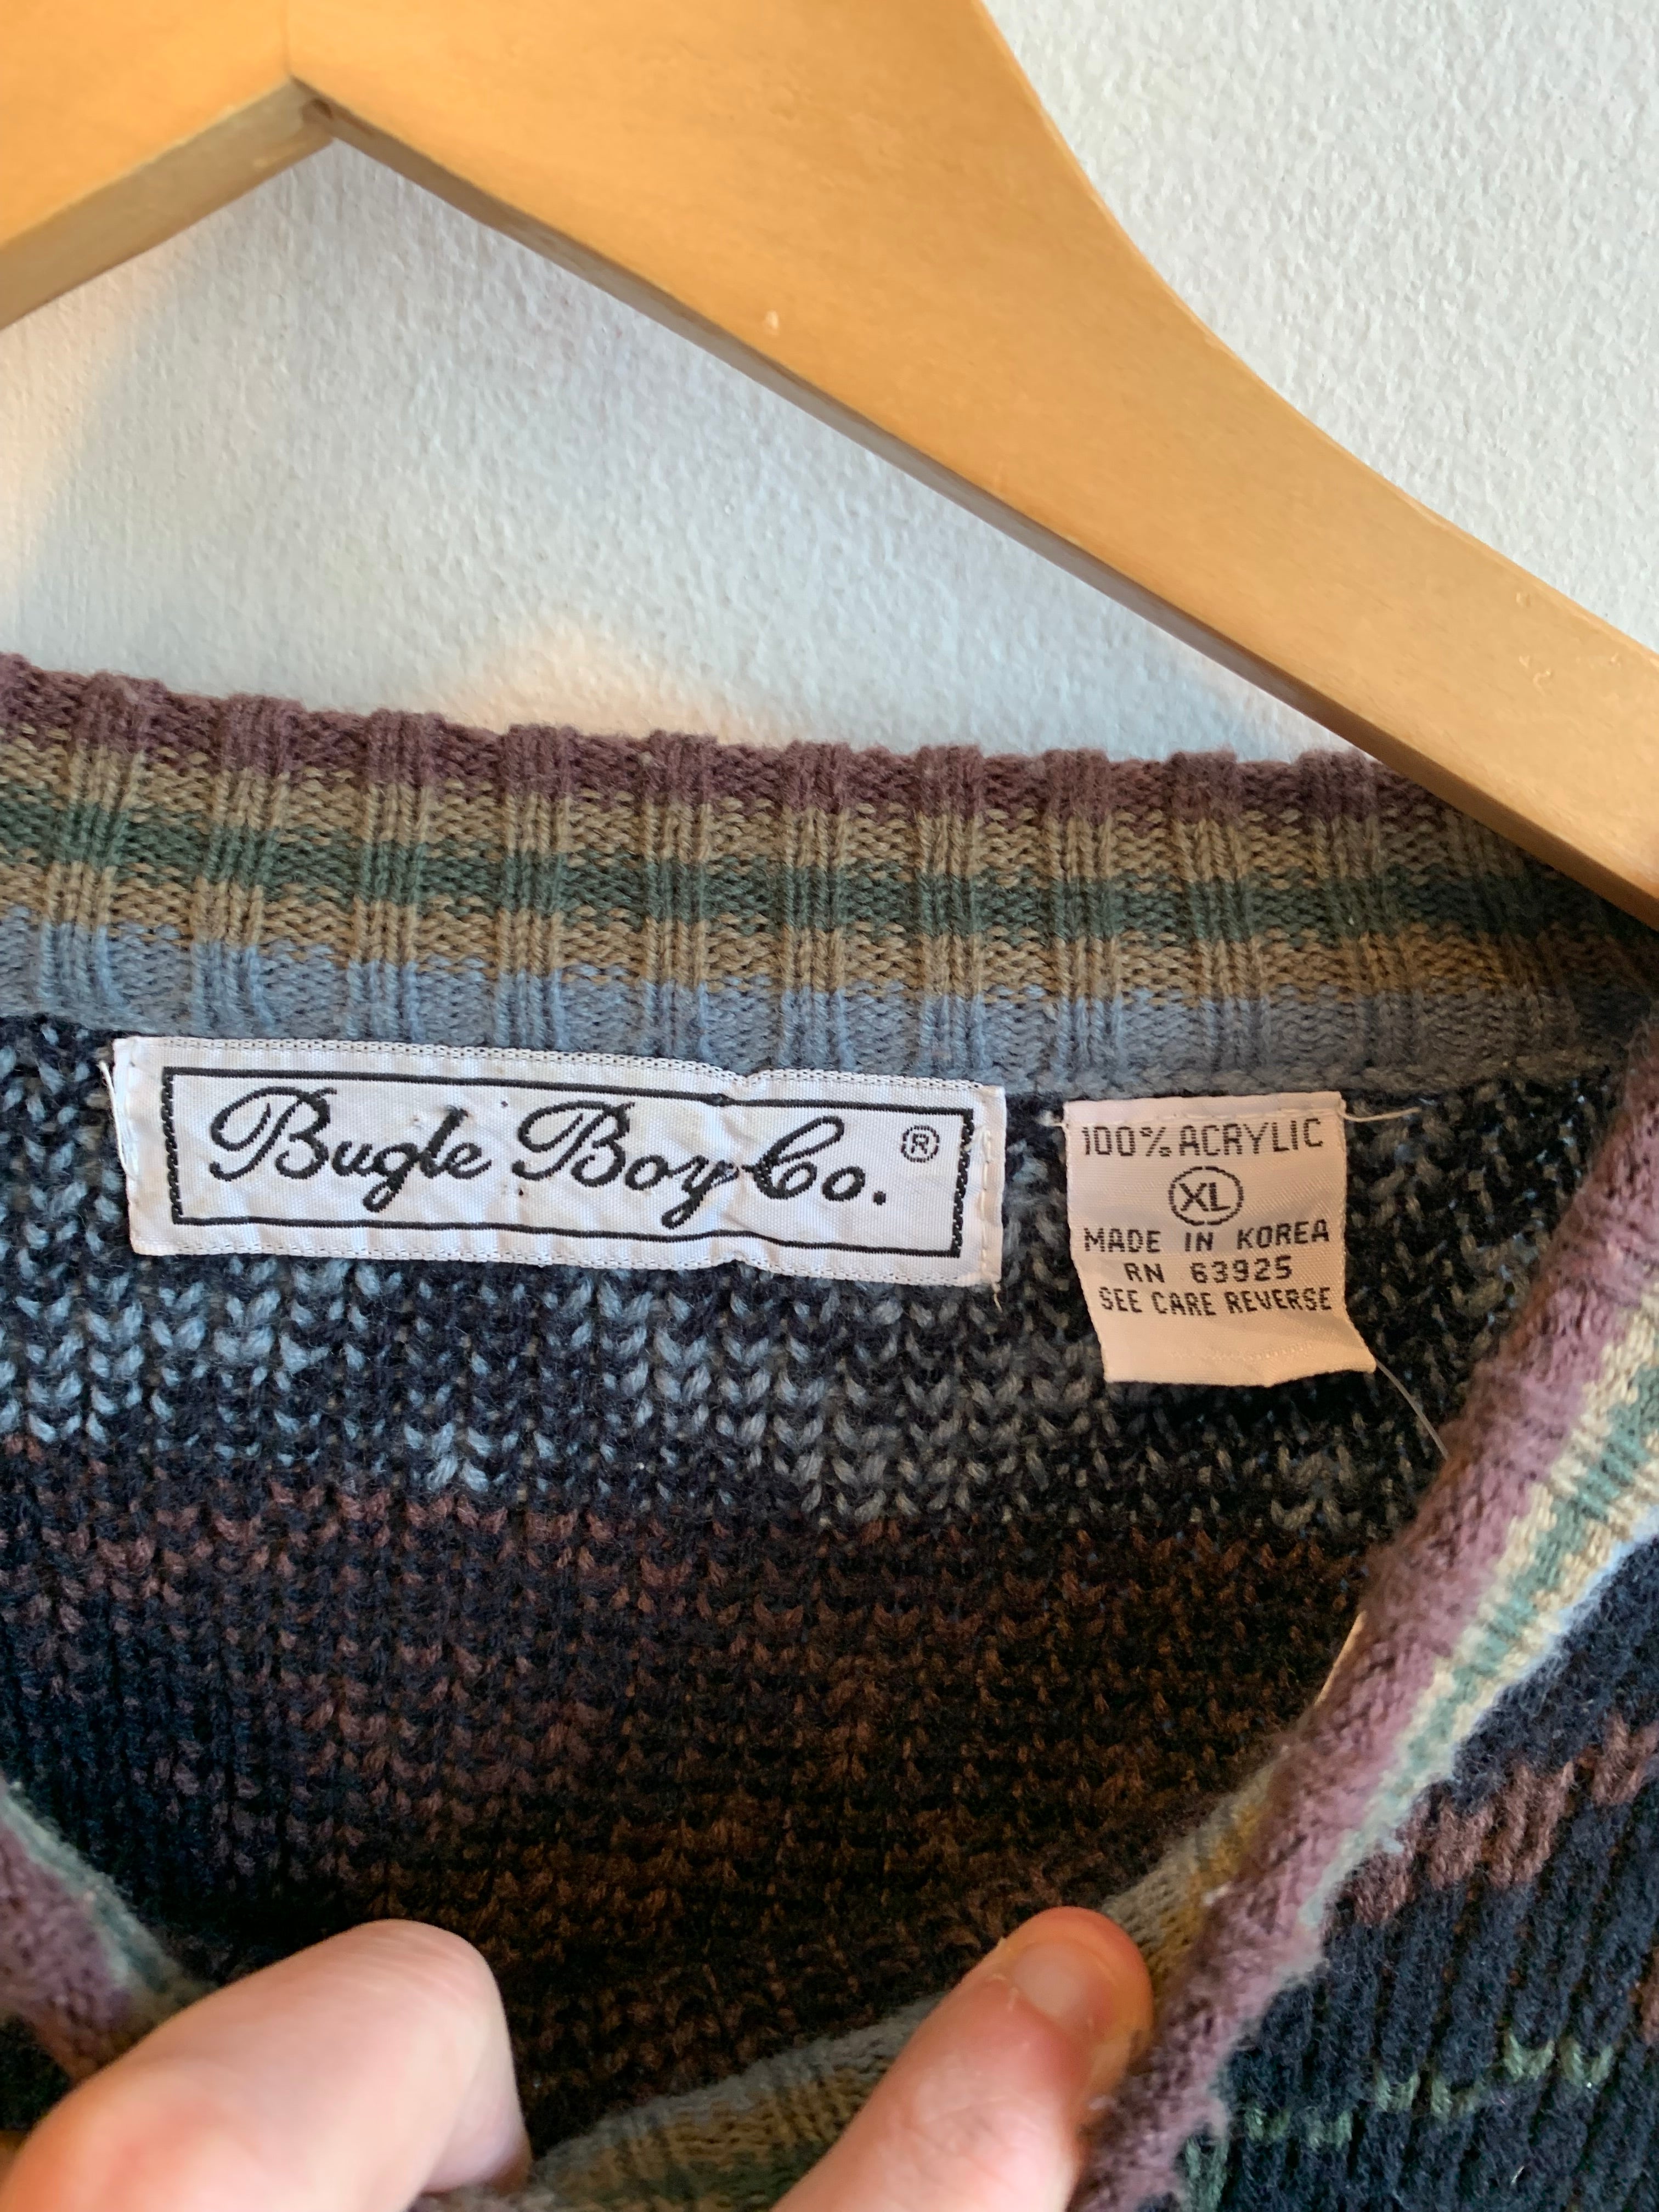 Bugle Boy Co. ®
100% ACRYLIC
XL
MADE IN KOREA
RN 63925
SEE CARE REVERSE